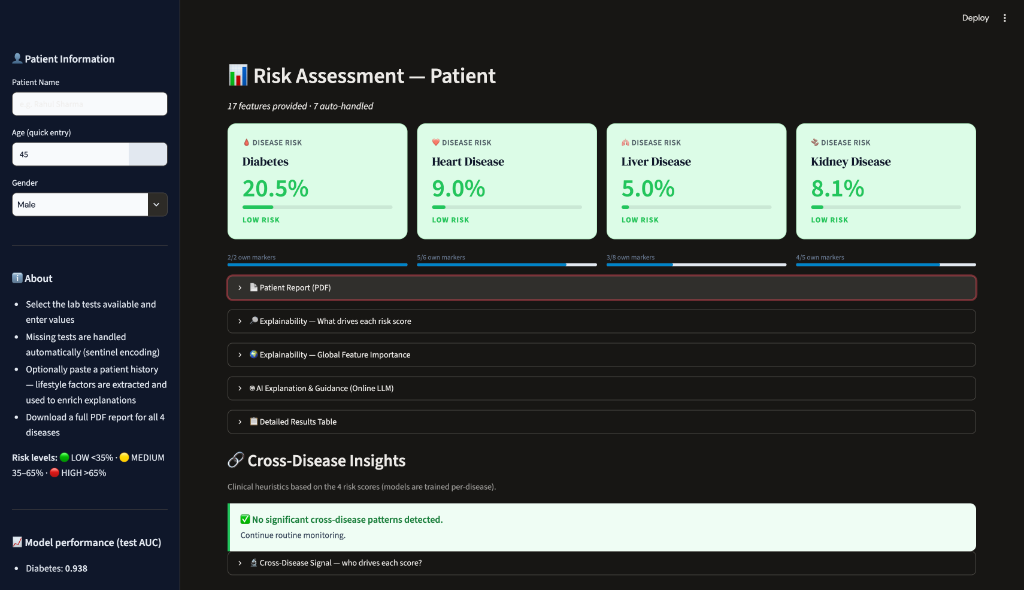 Deploy
Patient Information
Patient Name
Age (quick entry)
45
Gender
Male
About
Select the lab tests available and
enter values
Missing tests are handled
automatically (sentinel encoding)
Optionally paste a patient history
— lifestyle factors are extracted and
used to enrich explanations
Download a full PDF report for all 4
diseases
Risk levels: LOW <35% · MEDIUM
35–65% · HIGH >65%
Model performance (test AUC)
Diabetes: 0.938
Risk Assessment — Patient
17 features provided · 7 auto-handled
DISEASE RISK
Diabetes
20.5%
LOW RISK
2/2 own markers
DISEASE RISK
Heart Disease
9.0%
LOW RISK
5/6 own markers
DISEASE RISK
Liver Disease
5.0%
LOW RISK
3/8 own markers
DISEASE RISK
Kidney Disease
8.1%
LOW RISK
4/5 own markers
Patient Report (PDF)
Explainability — What drives each risk score
Explainability — Global Feature Importance
AI Explanation & Guidance (Online LLM)
Detailed Results Table
Cross-Disease Insights
Clinical heuristics based on the 4 risk scores (models are trained per-disease).
No significant cross-disease patterns detected.
Continue routine monitoring.
Cross-Disease Signal — who drives each score?